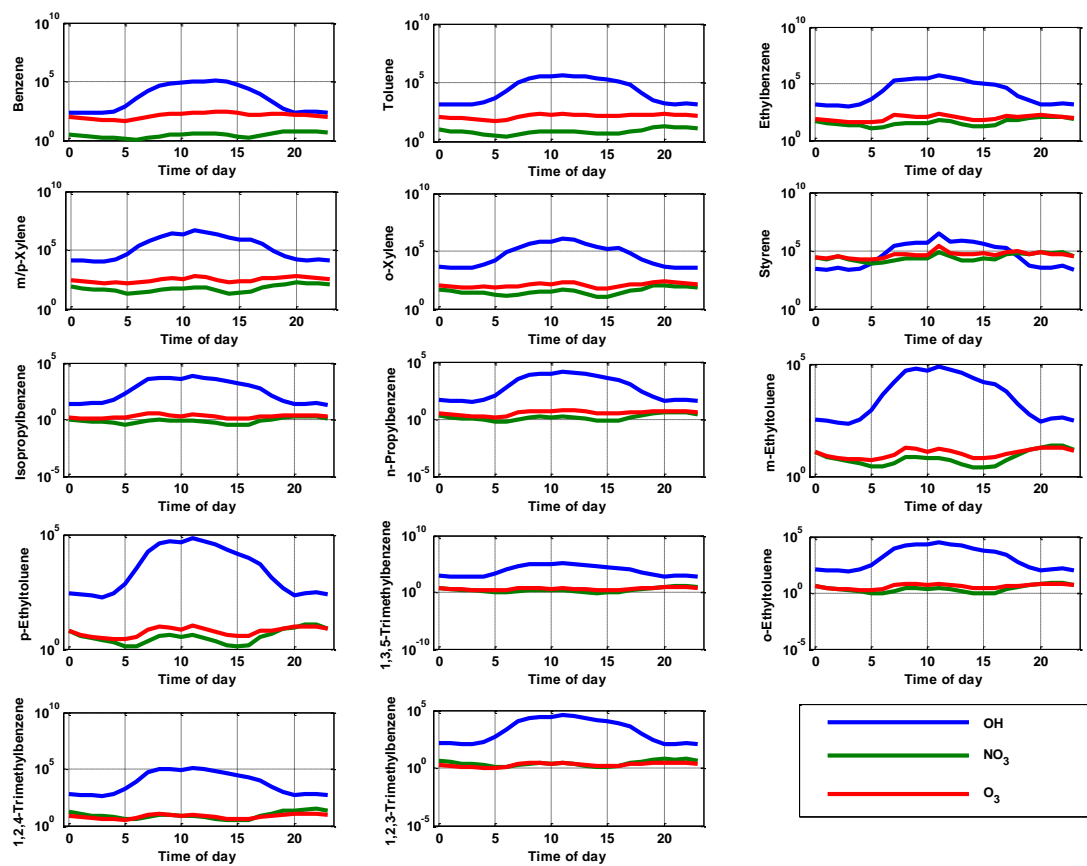 Benzene
10^10
10^5
10^0
0 5 10 15 20
Time of day
Toluene
10^10
10^5
10^0
0 5 10 15 20
Time of day
Ethylbenzene
10^10
10^5
10^0
0 5 10 15 20
Time of day
m/p-Xylene
10^10
10^5
10^0
0 5 10 15 20
Time of day
o-Xylene
10^10
10^5
10^0
0 5 10 15 20
Time of day
Styrene
10^10
10^5
10^0
0 5 10 15 20
Time of day
Isopropylbenzene
10^5
10^0
10^-5
0 5 10 15 20
Time of day
n-Propylbenzene
10^5
10^0
10^-5
0 5 10 15 20
Time of day
m-Ethyltoluene
10^5
10^0
0 5 10 15 20
Time of day
p-Ethyltoluene
10^5
10^0
0 5 10 15 20
Time of day
1,3,5-Trimethylbenzene
10^10
10^0
10^-10
0 5 10 15 20
Time of day
o-Ethyltoluene
10^5
10^0
10^-5
0 5 10 15 20
Time of day
1,2,4-Trimethylbenzene
10^10
10^5
10^0
0 5 10 15 20
Time of day
1,2,3-Trimethylbenzene
10^5
10^0
10^-5
0 5 10 15 20
Time of day
OH
NO3
O3